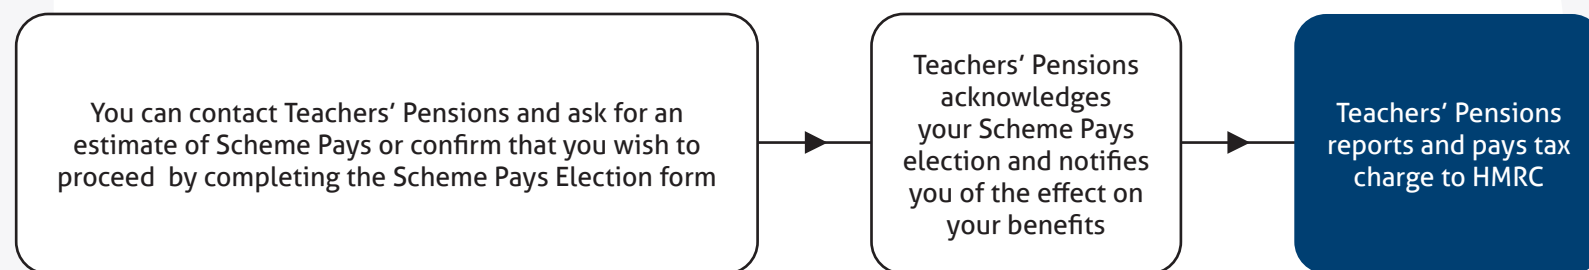 You can contact Teachers’ Pensions and ask for an
estimate of Scheme Pays or confirm that you wish to
proceed  by completing the Scheme Pays Election form
Teachers’ Pensions
acknowledges
your Scheme Pays
election and notifies
you of the effect on
your benefits
Teachers’ Pensions
reports and pays tax
charge to HMRC